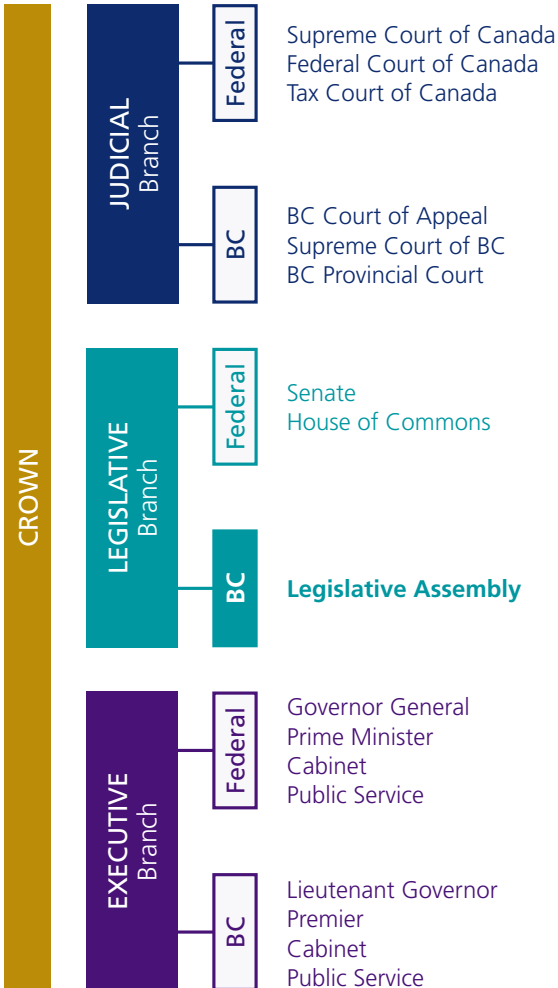 CROWN
JUDICIAL
Branch
Federal
Supreme Court of Canada
Federal Court of Canada
Tax Court of Canada
BC
BC Court of Appeal
Supreme Court of BC
BC Provincial Court
LEGISLATIVE
Branch
Federal
Senate
House of Commons
BC
Legislative Assembly
EXECUTIVE
Branch
Federal
Governor General
Prime Minister
Cabinet
Public Service
BC
Lieutenant Governor
Premier
Cabinet
Public Service